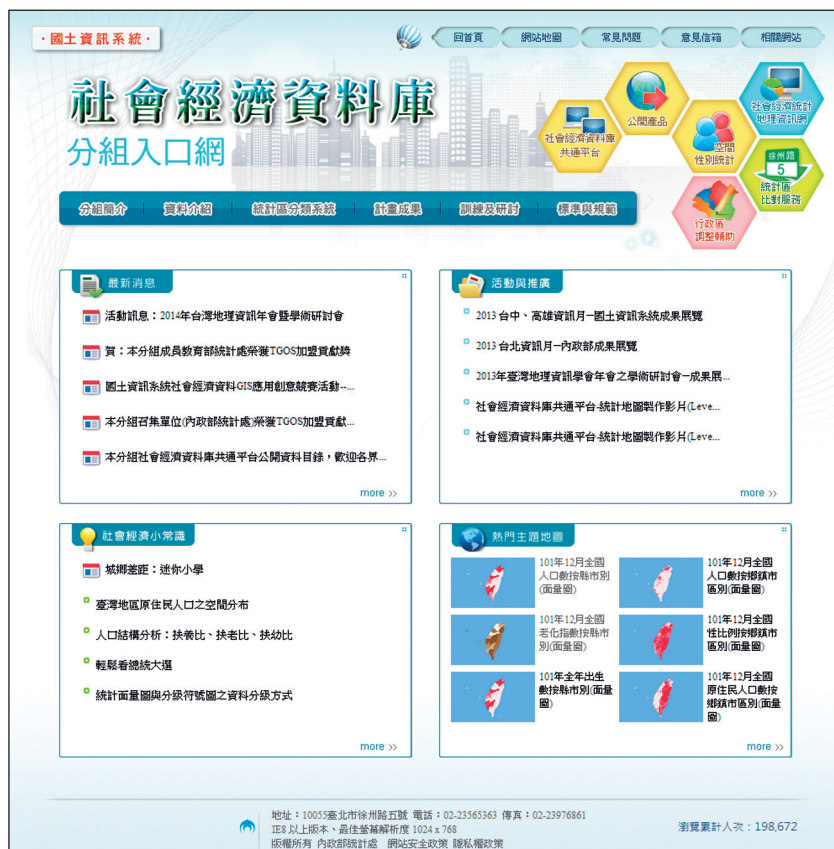 ·國土資訊系統·
回首頁
網站地圖
常見問題
意見信箱
相關網站
社會經濟資料庫
分組入口網
社會經濟資料庫
共通平台
公開產品
空間
性別統計
社會經濟統計
地理資訊網
徐州路
5
統計區
比對服務
行政區
調整輔助
分組簡介
資料介紹
統計區分類系統
計畫成果
訓練及研討
標準與規範
最新消息
活動訊息：2014年台灣地理資訊年會暨學術研討會
賀：本分組成員教育部統計處榮獲TGOS加盟貢獻獎
國土資訊系統社會經濟資料GIS應用創意競賽活動--...
本分組召集單位(內政部統計處)榮獲TGOS加盟貢獻...
本分組社會經濟資料庫共通平台公開資料目錄，歡迎各界...
more >>
活動與推廣
2013 台中、高雄資訊月─國土資訊系統成果展覽
2013 台北資訊月─內政部成果展覽
2013年臺灣地理資訊學會年會之學術研討會─成果展...
社會經濟資料庫共通平台-統計地圖製作影片(Leve...
社會經濟資料庫共通平台-統計地圖製作影片(Leve...
more >>
社會經濟小常識
城鄉差距：迷你小學
臺灣地區原住民人口之空間分布
人口結構分析：扶養比、扶老比、扶幼比
輕鬆看總統大選
統計面量圖與分級符號圖之資料分級方式
more >>
熱門主題地圖
101年12月全國
人口數按縣市別
(面量圖)
101年12月全國
人口數按鄉鎮市
區別(面量圖)
101年12月全國
老化指數按縣市
別(面量圖)
101年12月全國
性比例按鄉鎮市
區別(面量圖)
101年全年出生
數按縣市別(面量
圖)
101年12月全國
原住民人口數按
鄉鎮市區別(面量
圖)
more >>
地址：10055臺北市徐州路五號 電話：02-23565363 傳真：02-23976861
IE8 以上版本、最佳螢幕解析度 1024 x 768
版權所有 內政部統計處 網站安全政策 隱私權政策
瀏覽累計人次：198,672